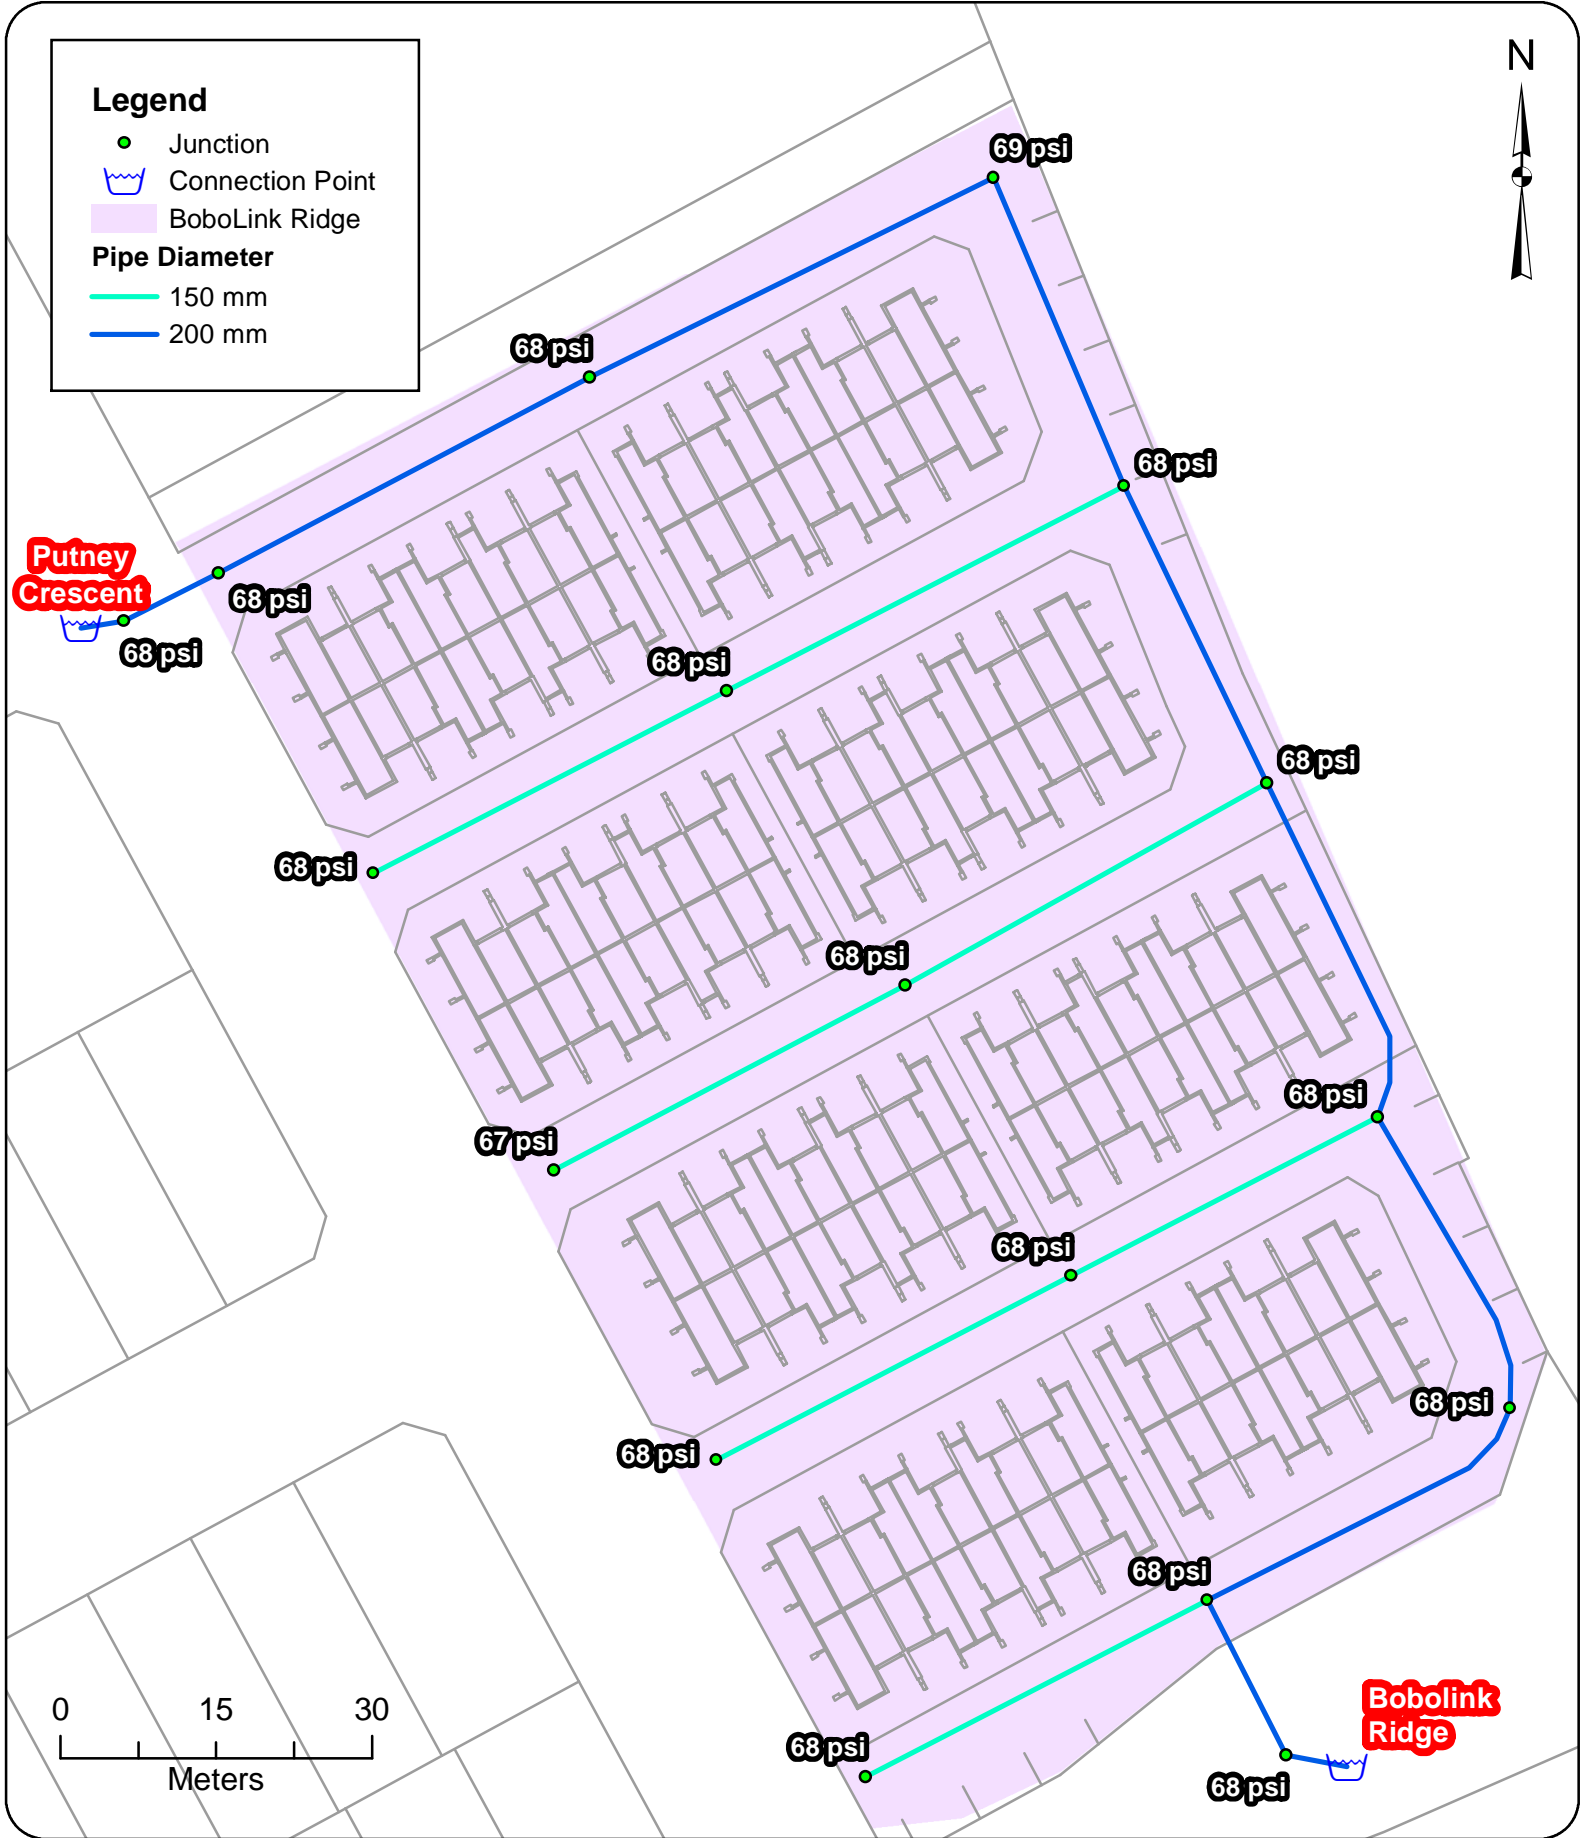 Legend
Junction
Connection Point
BoboLink Ridge
Pipe Diameter
150 mm
200 mm
N
69 psi
68 psi
68 psi
Putney
Crescent
68 psi
68 psi
68 psi
68 psi
68 psi
68 psi
68 psi
67 psi
68 psi
68 psi
68 psi
68 psi
68 psi
Bobolink
Ridge
68 psi
68 psi
0 15 30
Meters